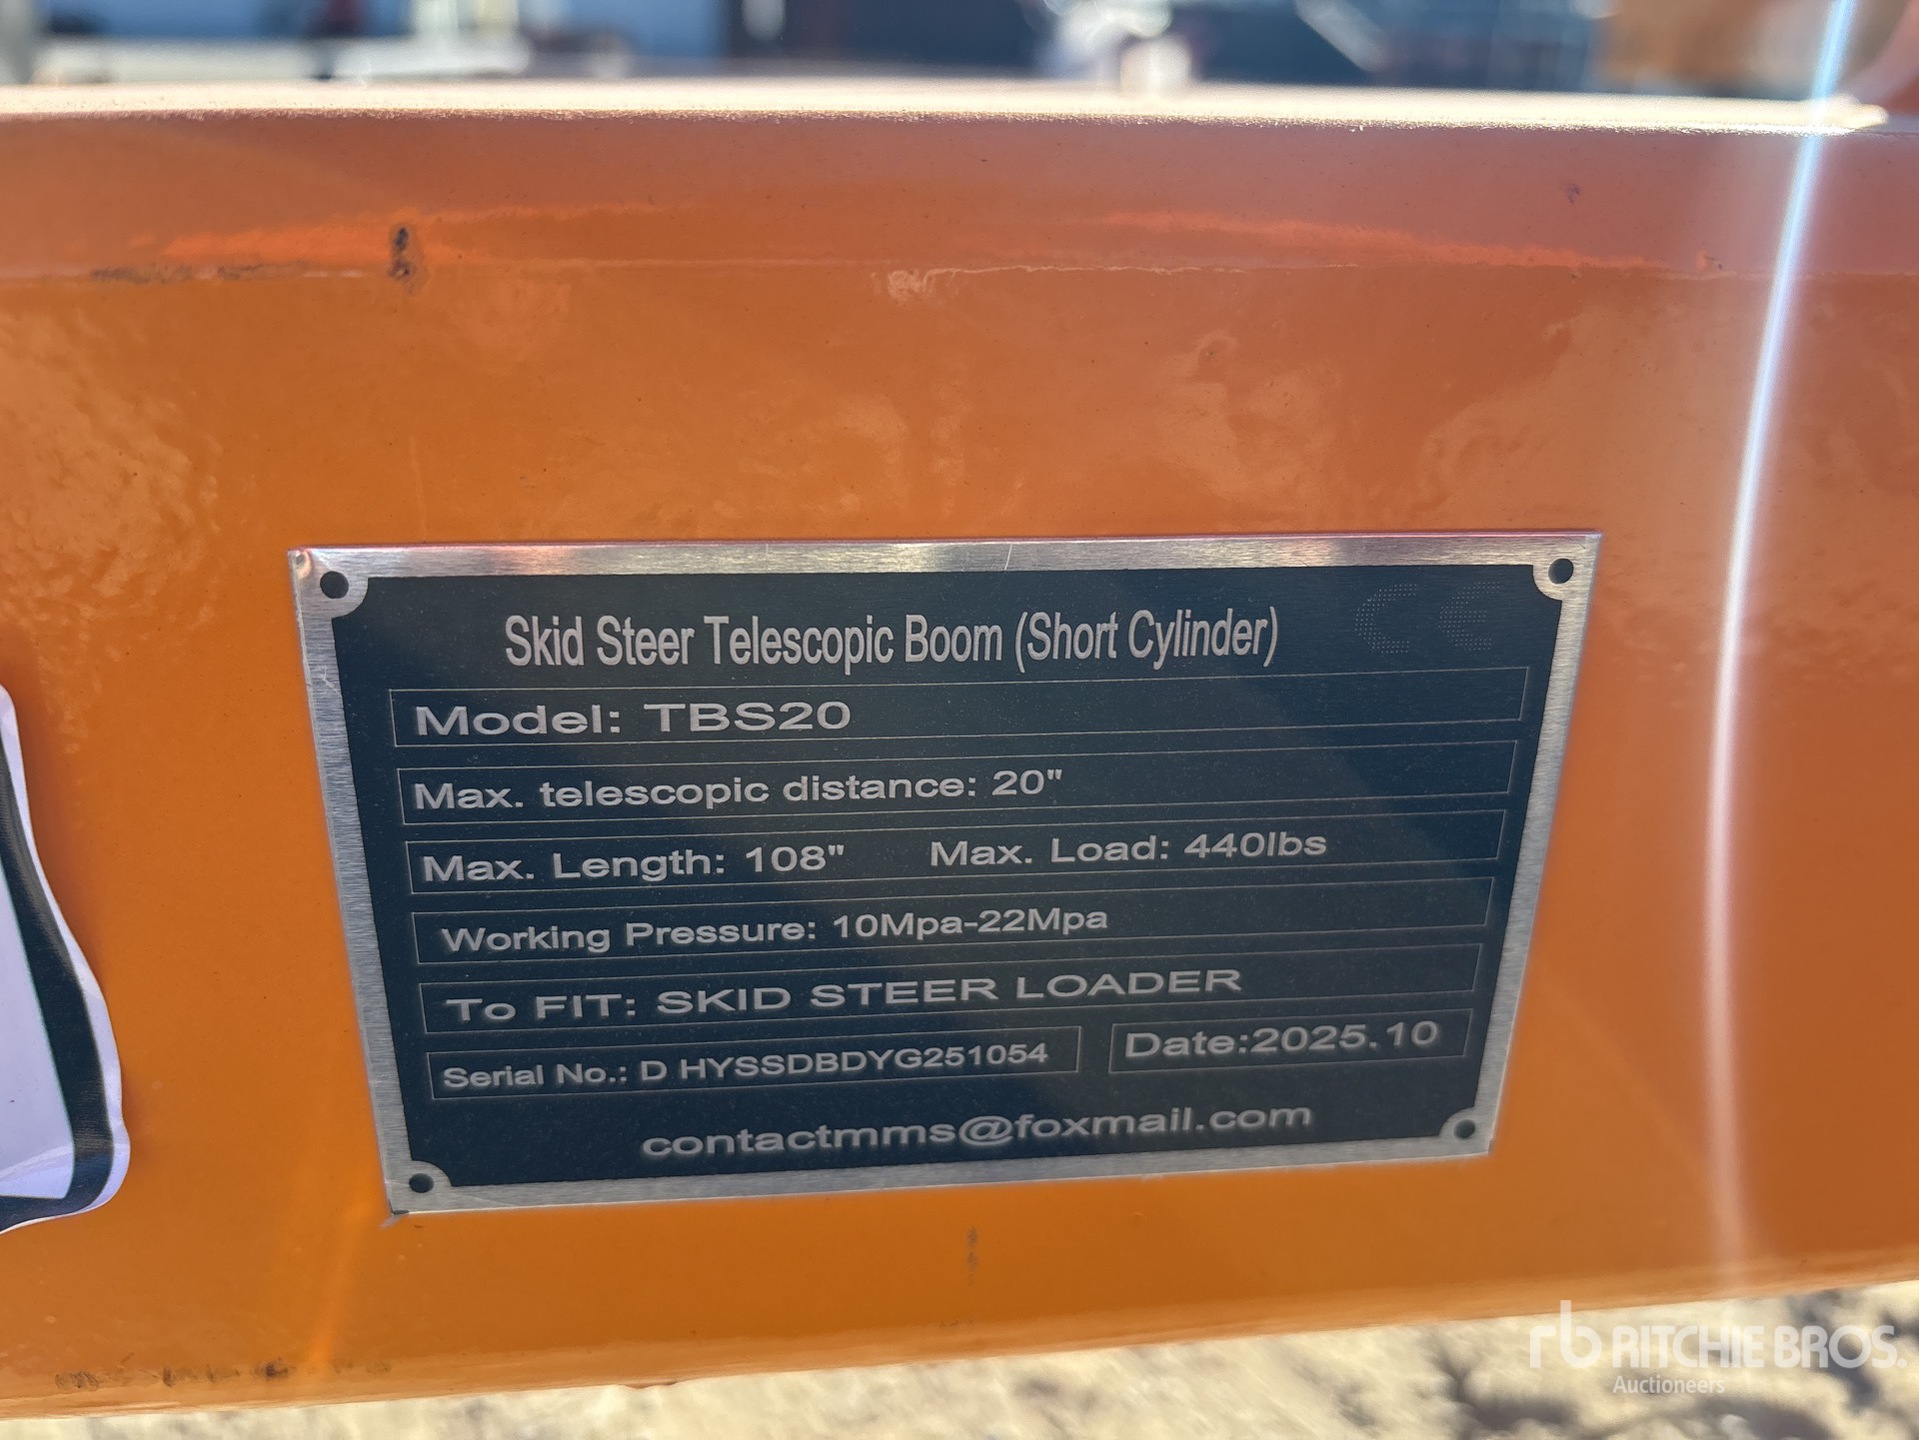 Skid Steer Telescopic Boom (Short Cylinder) CE
Model: TBS20
Max. telescopic distance: 20"
Max. Length: 108" Max. Load: 440lbs
Working Pressure: 10Mpa-22Mpa
To FIT: SKID STEER LOADER
Serial No.: D HYSSDBDYG251054 Date:2025.10
contactmms@foxmail.com
rb RITCHIE BROS.
Auctioneers